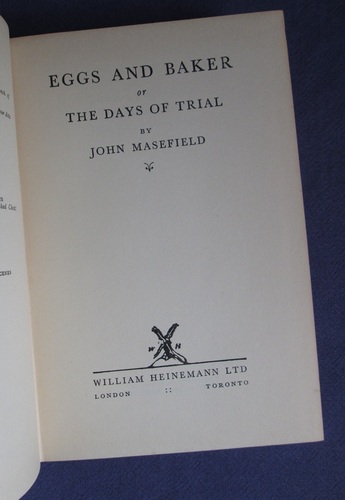 EGGS AND BAKER
or
THE DAYS OF TRIAL
BY
JOHN MASEFIELD
W H
WILLIAM HEINEMANN LTD
LONDON :: TORONTO